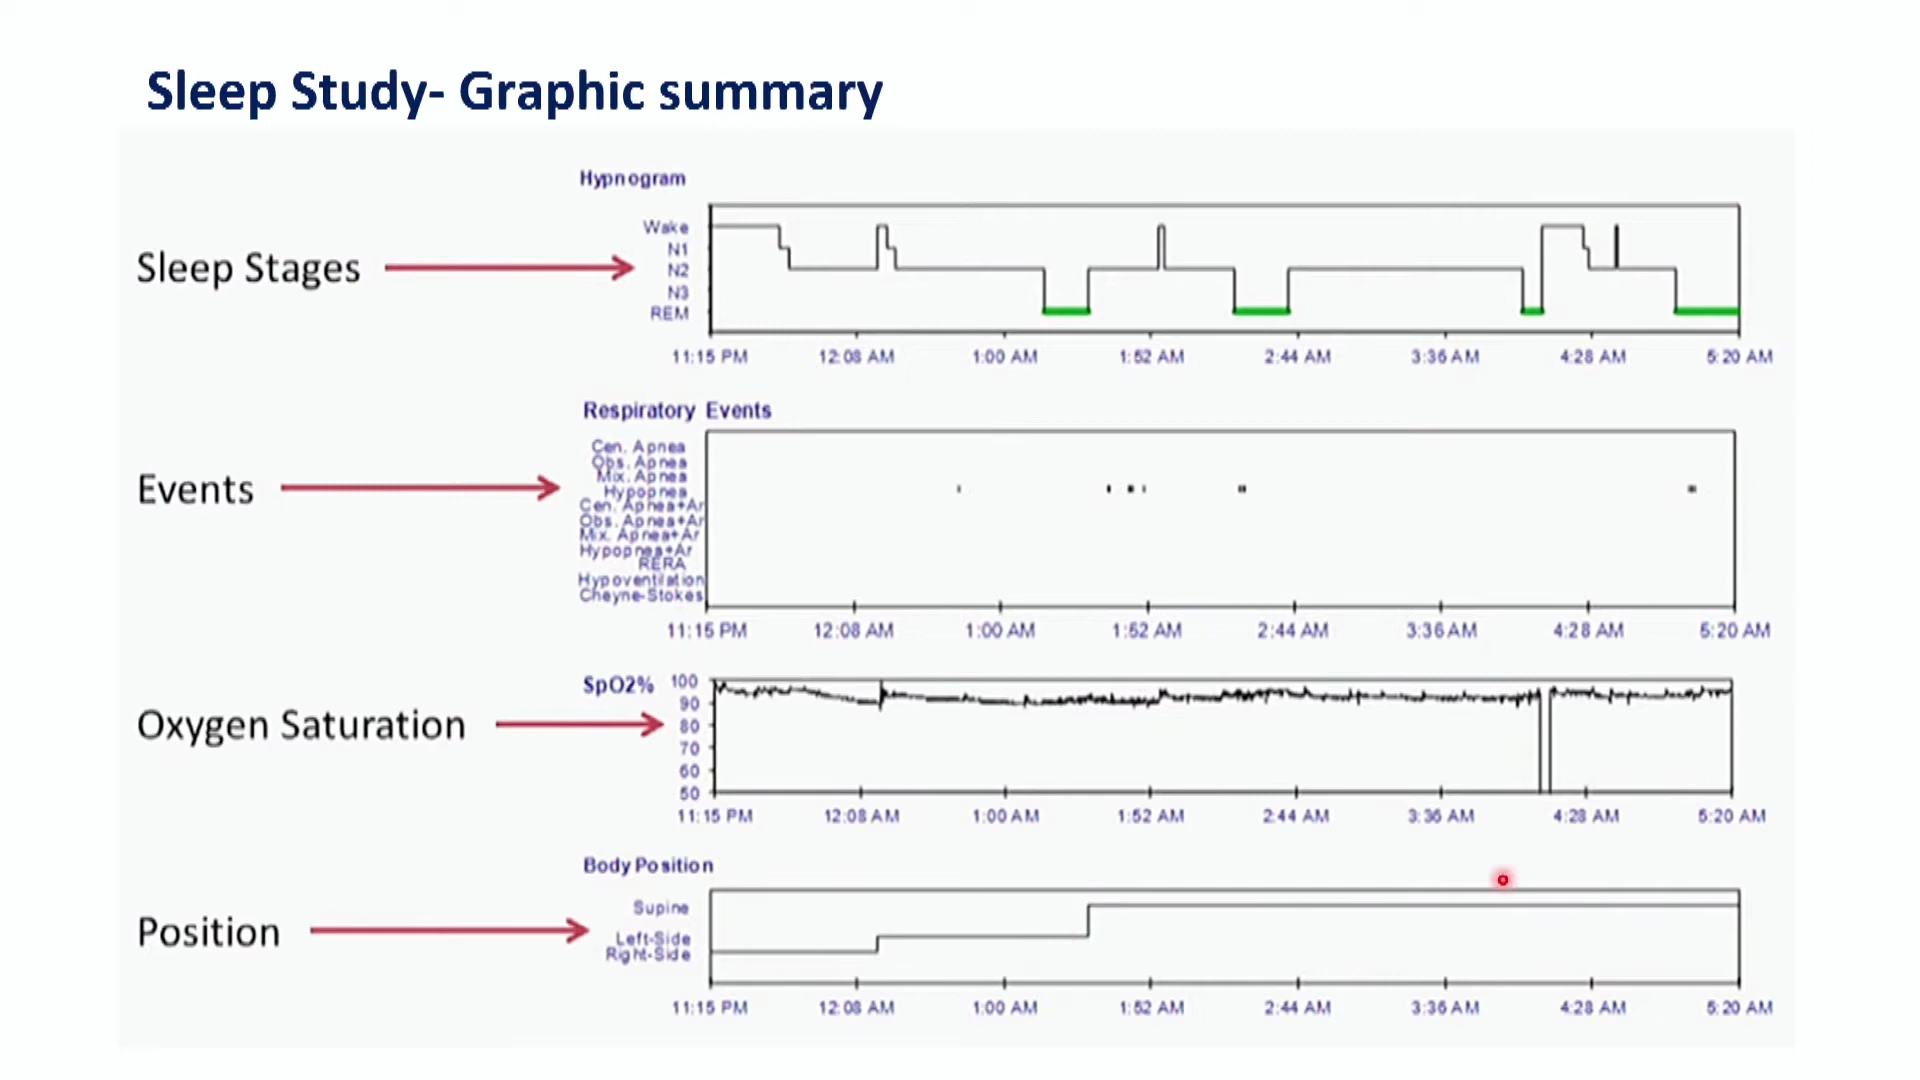 Sleep Study- Graphic summary
Hypnogram
Sleep Stages
Wake
N1
N2
N3
REM
11:15 PM 12:08 AM 1:00 AM 1:52 AM 2:44 AM 3:36 AM 4:28 AM 5:20 AM
Respiratory Events
Events
Cen. Apnea
Obs. Apnea
Mix. Apnea
Hypopnea
Cen. Apnea+Ar
Obs. Apnea+Ar
Mix. Apnea+Ar
Hypopnea+Ar
RERA
Hypoventilation
Cheyne-Stokes
11:15 PM 12:08 AM 1:00 AM 1:52 AM 2:44 AM 3:36 AM 4:28 AM 5:20 AM
Oxygen Saturation
SpO2% 100
90
80
70
60
50
11:15 PM 12:08 AM 1:00 AM 1:52 AM 2:44 AM 3:36 AM 4:28 AM 5:20 AM
Body Position
Position
Supine
Left-Side
Right-Side
11:15 PM 12:08 AM 1:00 AM 1:52 AM 2:44 AM 3:36 AM 4:28 AM 5:20 AM